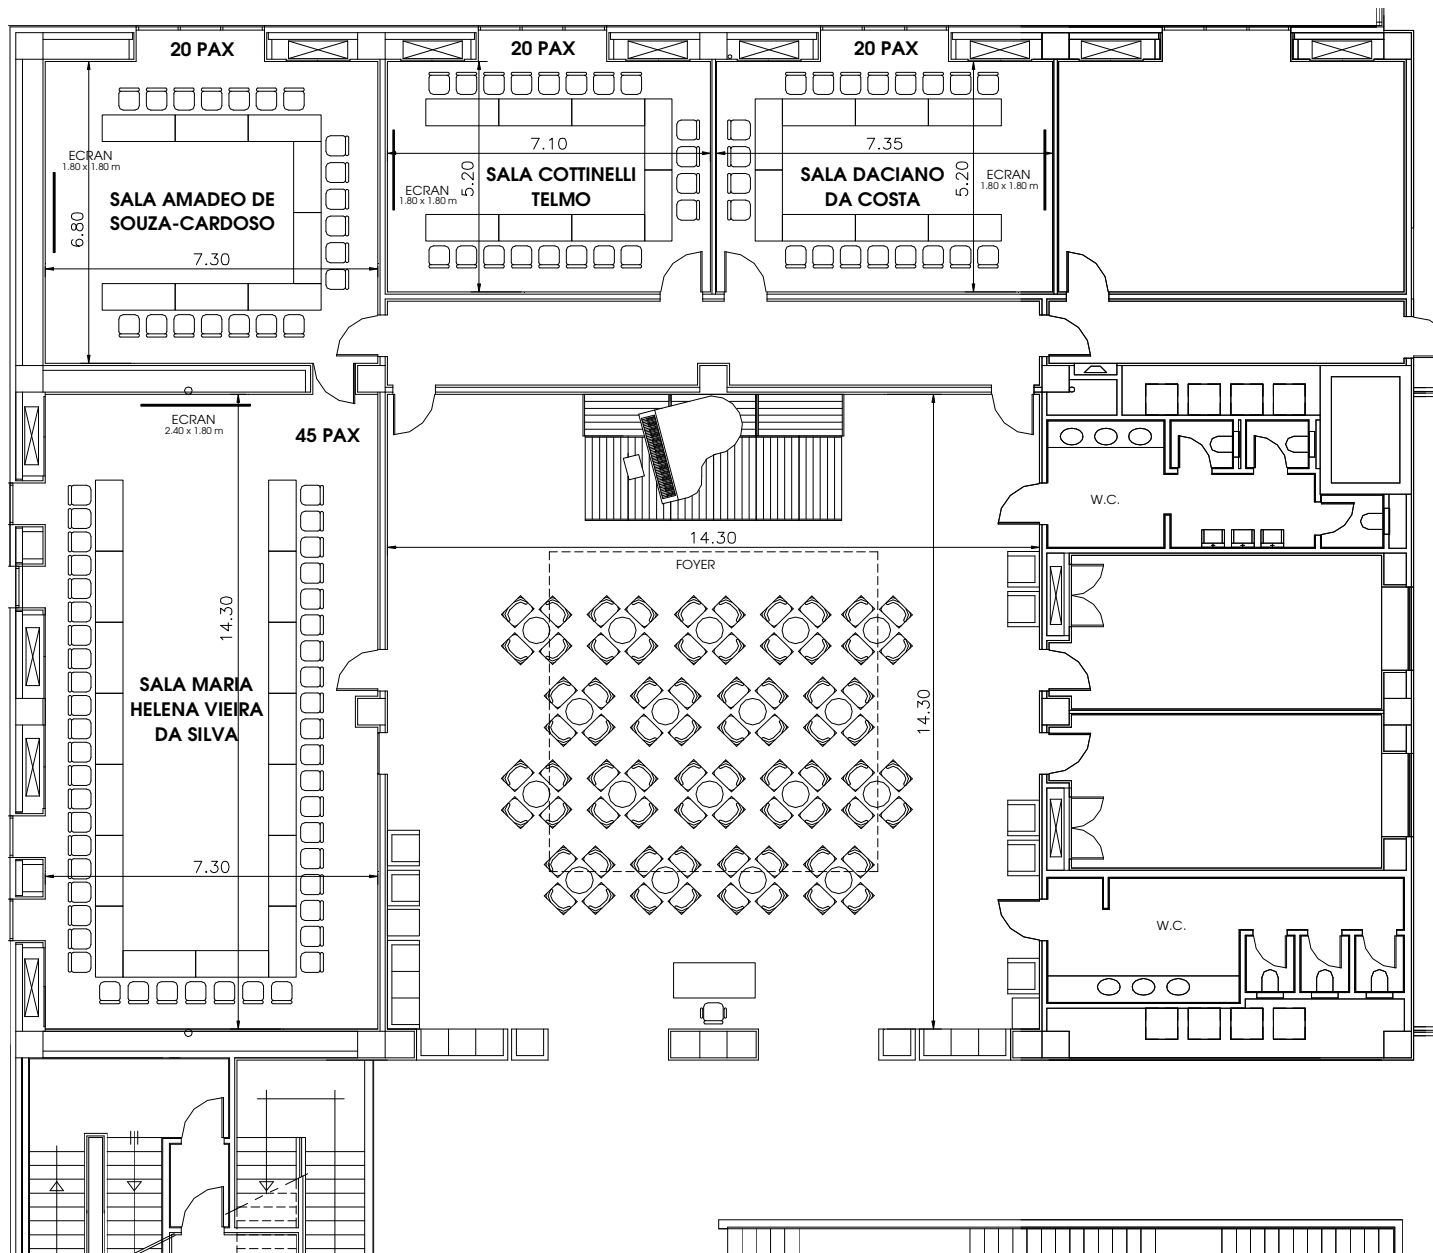 20 PAX
20 PAX
20 PAX
ECRAN
1.80 x 1.80 m
SALA AMADEO DE
SOUZA-CARDOSO
6.80
7.30
7.10
5.20
SALA COTTINELLI
TELMO
ECRAN
1.80 x 1.80 m
7.35
5.20
SALA DACIANO
DA COSTA
ECRAN
1.80 x 1.80 m
ECRAN
2.40 x 1.80 m
45 PAX
14.30
SALA MARIA
HELENA VIEIRA
DA SILVA
7.30
14.30
FOYER
14.30
W.C.
W.C.